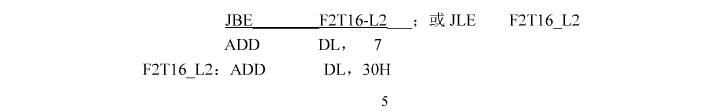 JBE F2T16-L2 ；或 JLE F2T16_L2
ADD DL， 7
F2T16_L2：ADD DL，30H
5